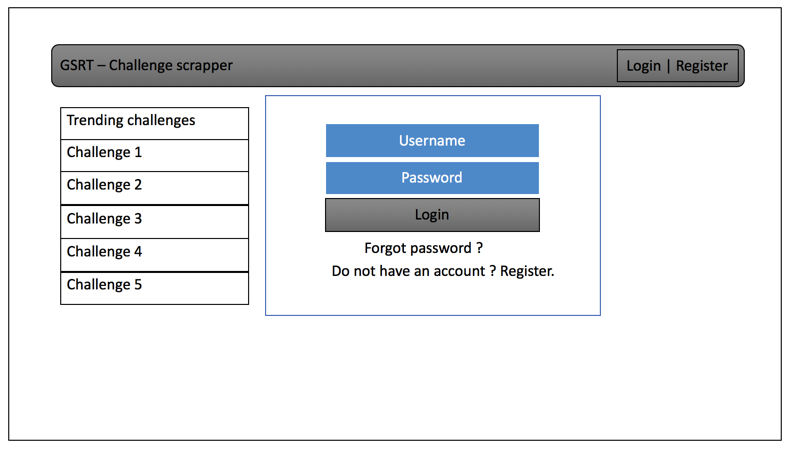 GSRT – Challenge scrapper
Login | Register
Trending challenges
Challenge 1
Challenge 2
Challenge 3
Challenge 4
Challenge 5
Username
Password
Login
Forgot password ?
Do not have an account ? Register.